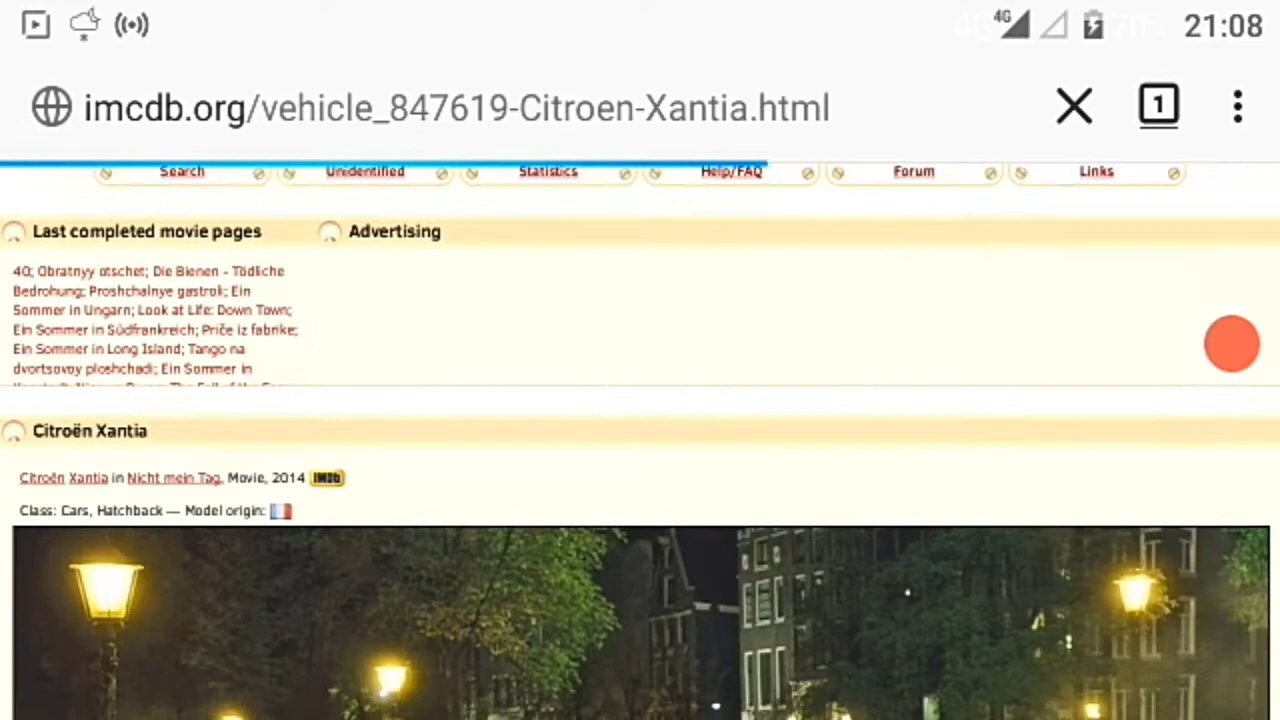 4G 21:08
imcdb.org/vehicle_847619-Citroen-Xantia.html 1
Search Unidentified Statistics Help/FAQ Forum Links
Last completed movie pages Advertising
40; Obratnyy otschet; Die Bienen - Tödliche
Bedrohung; Proshchalnye gastroli; Ein
Sommer in Ungarn; Look at Life: Down Town;
Ein Sommer in Südfrankreich; Priče iz fabrike;
Ein Sommer in Long Island; Tango na
dvortsovoy ploshchadi; Ein Sommer in
Citroën Xantia
Citroën Xantia in Nicht mein Tag, Movie, 2014 IMDb
Class: Cars, Hatchback — Model origin: